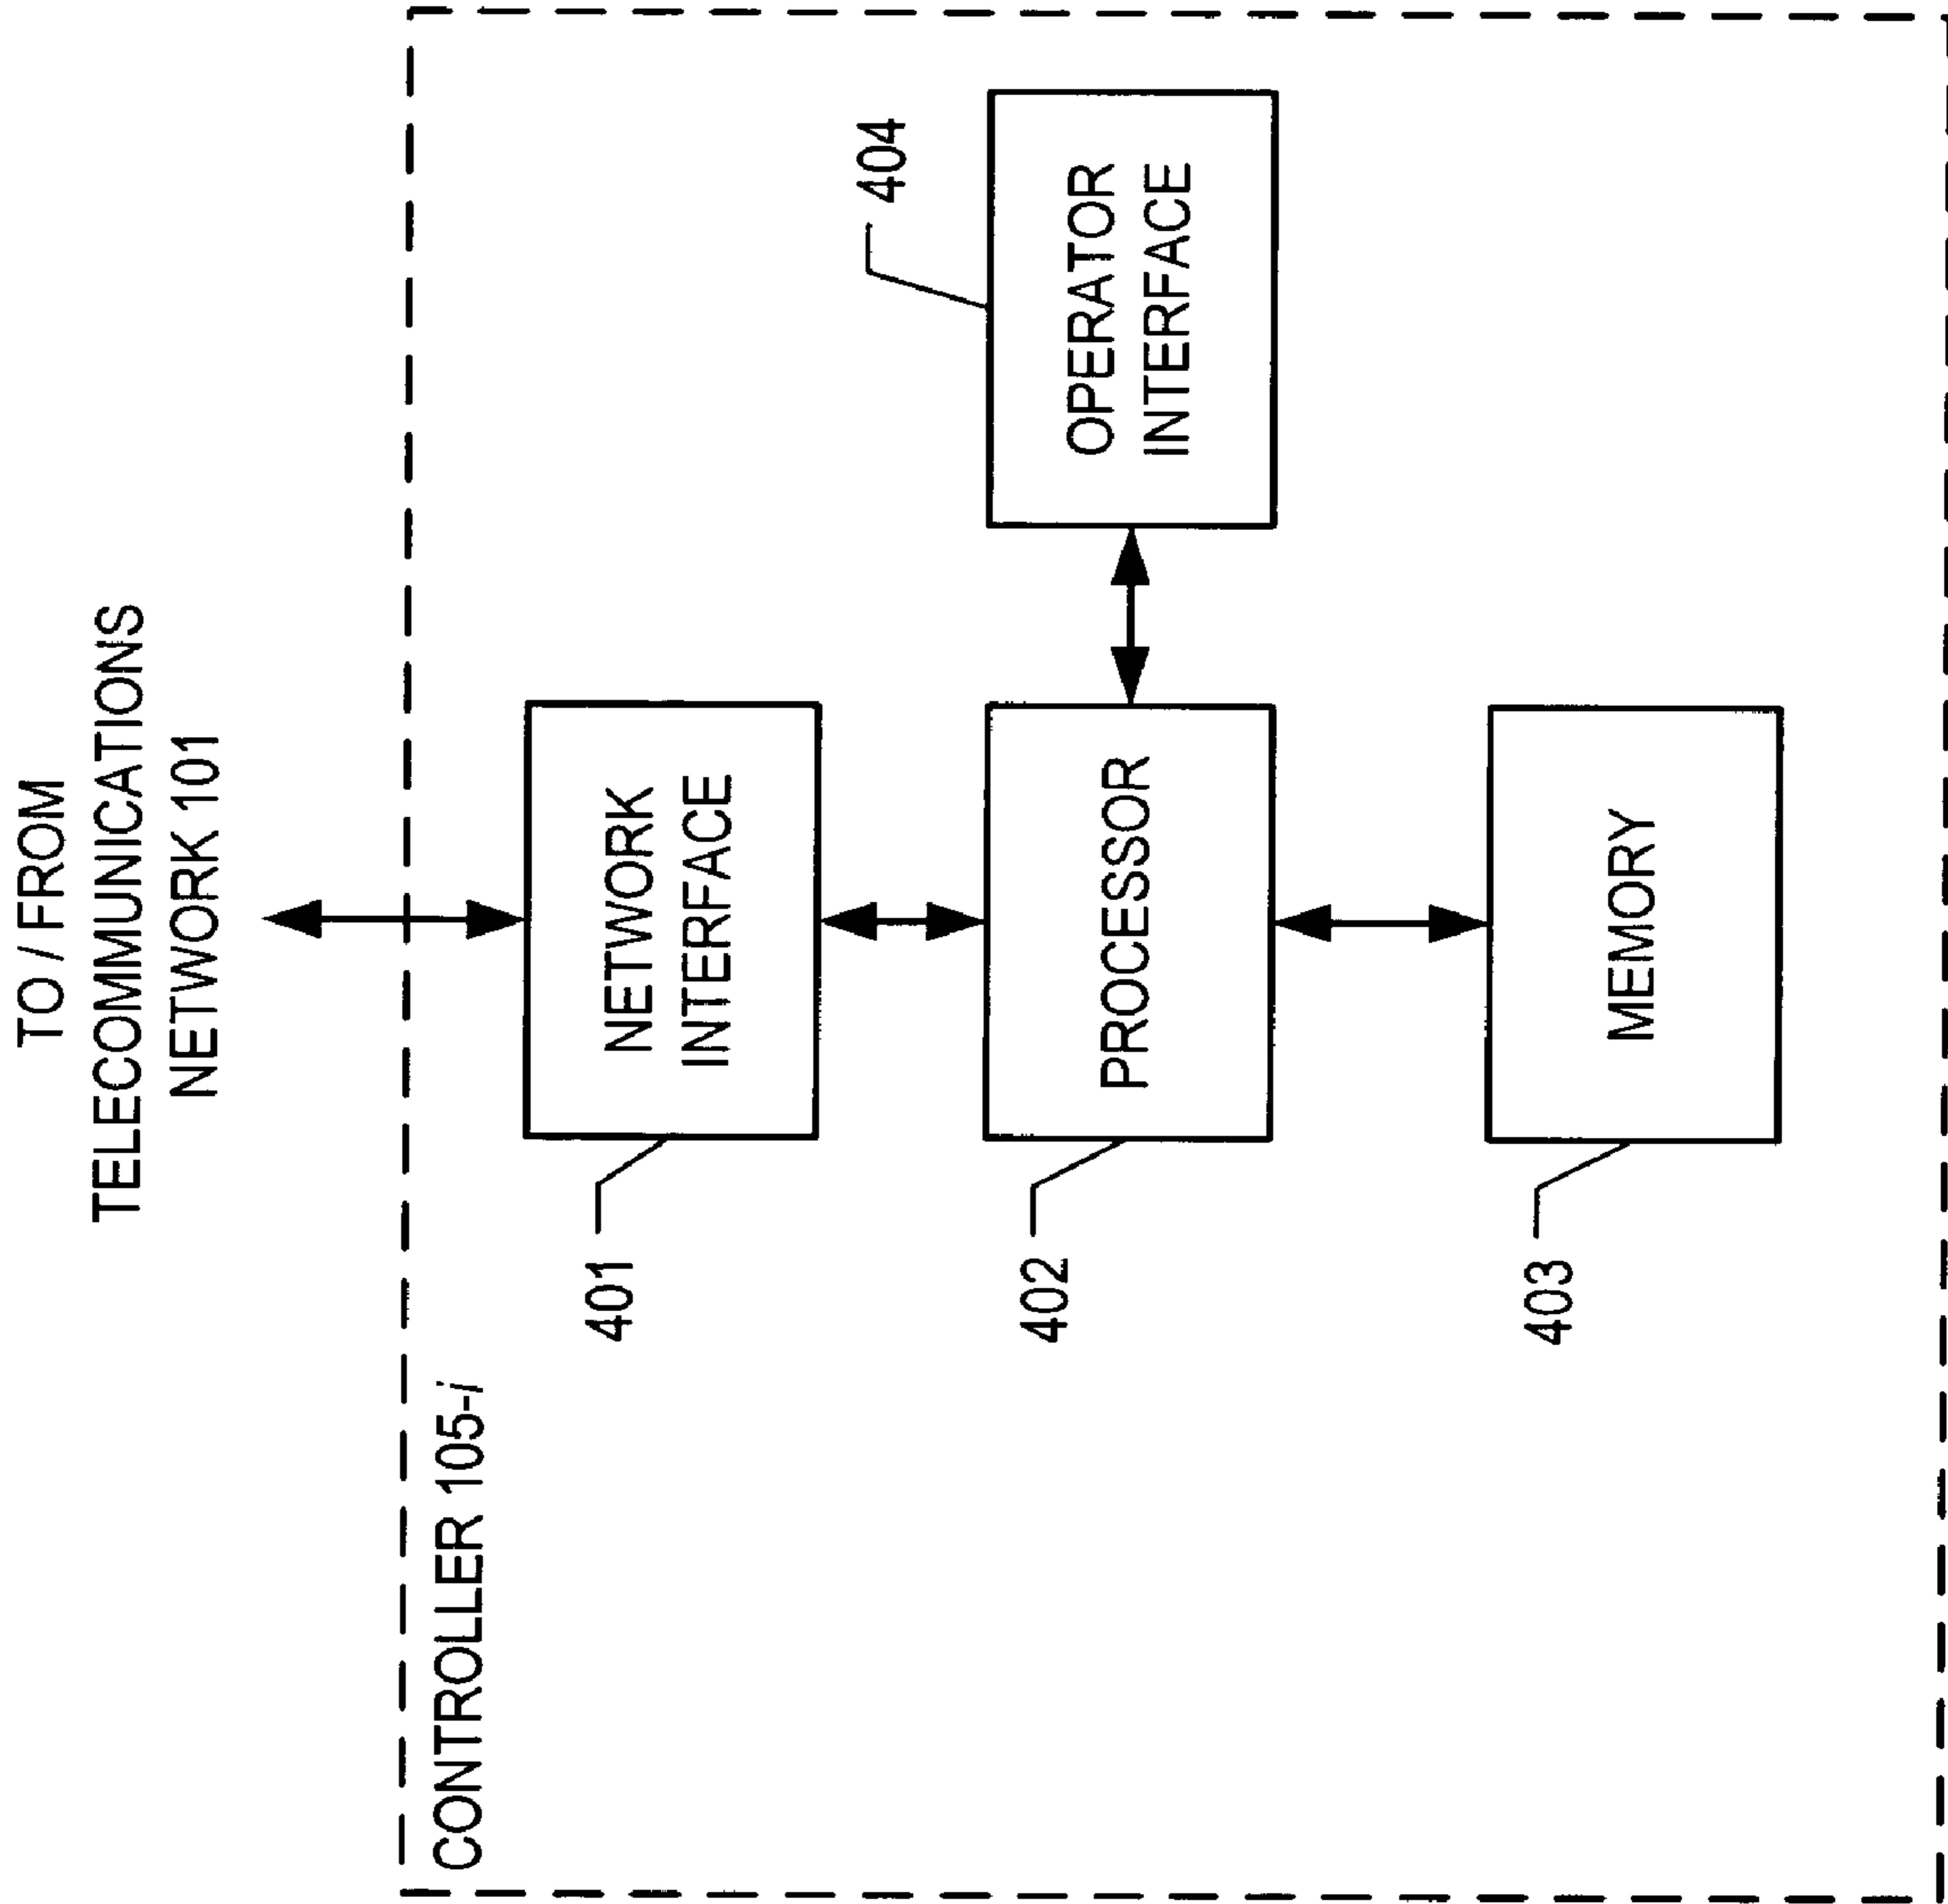 TO / FROM
TELECOMMUNICATIONS
NETWORK 101
CONTROLLER 105-i
401
NETWORK
INTERFACE
402
PROCESSOR
404
OPERATOR
INTERFACE
403
MEMORY